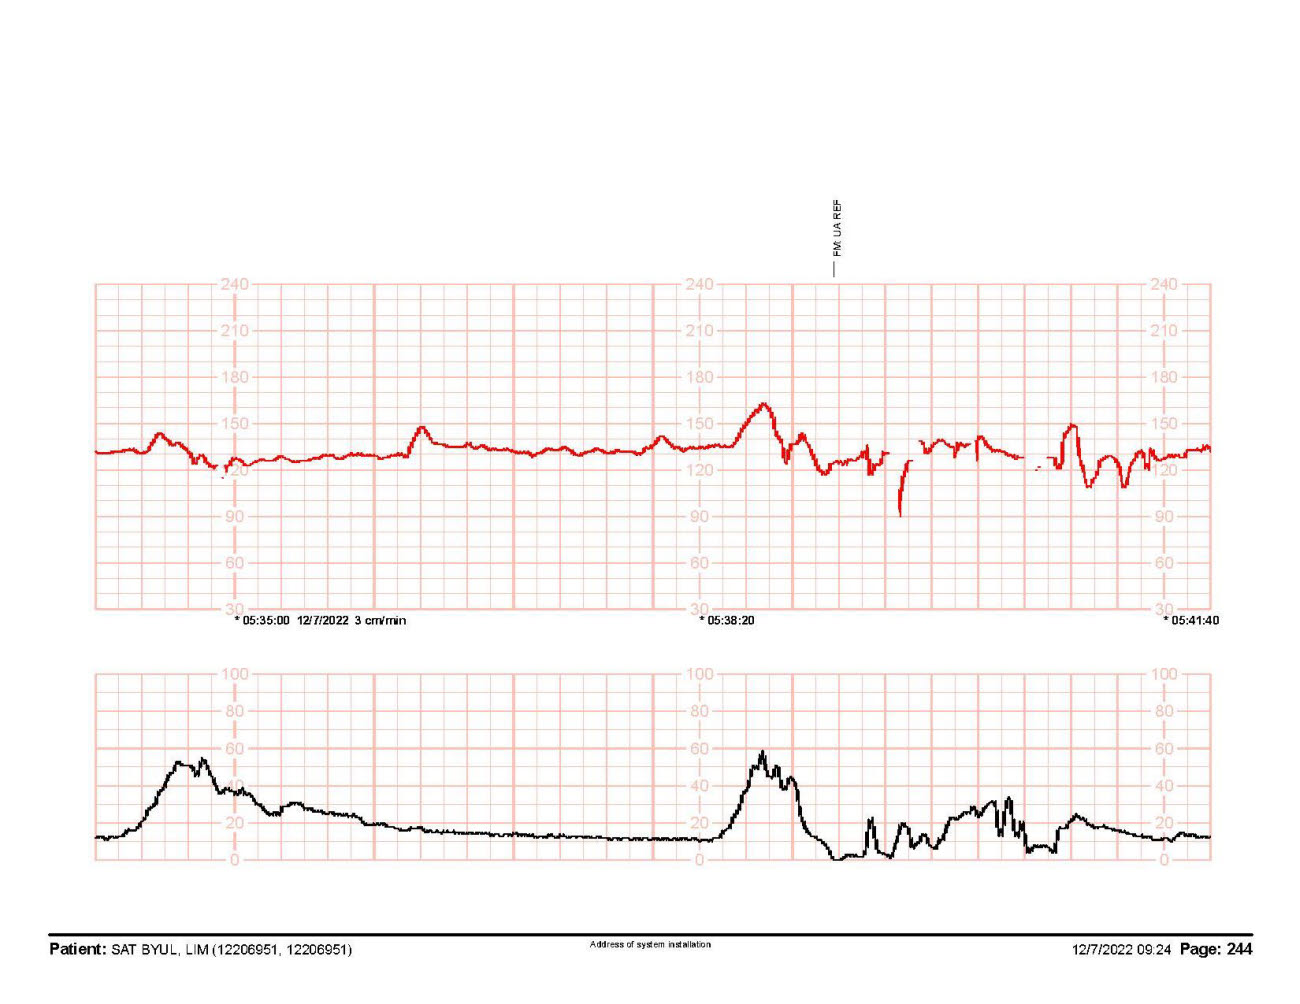 FM: UA REF
240 240 240
210 210 210
180 180 180
150 150 150
120 120 120
90 90 90
60 60 60
30 30 30
* 05:35:00 12/7/2022 3 cm/min * 05:38:20 * 05:41:40
100 100 100
80 80 80
60 60 60
40 40 40
20 20 20
0 0 0
Patient: SAT BYUL, LIM (12206951, 12206951) Address of system installation 12/7/2022 09:24 Page: 244